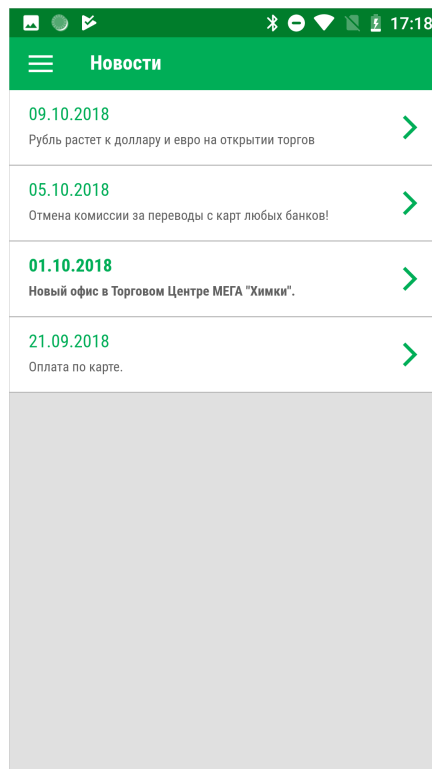 17:18
Новости
09.10.2018
Рубль растет к доллару и евро на открытии торгов
05.10.2018
Отмена комиссии за переводы с карт любых банков!
01.10.2018
Новый офис в Торговом Центре МЕГА "Химки".
21.09.2018
Оплата по карте.